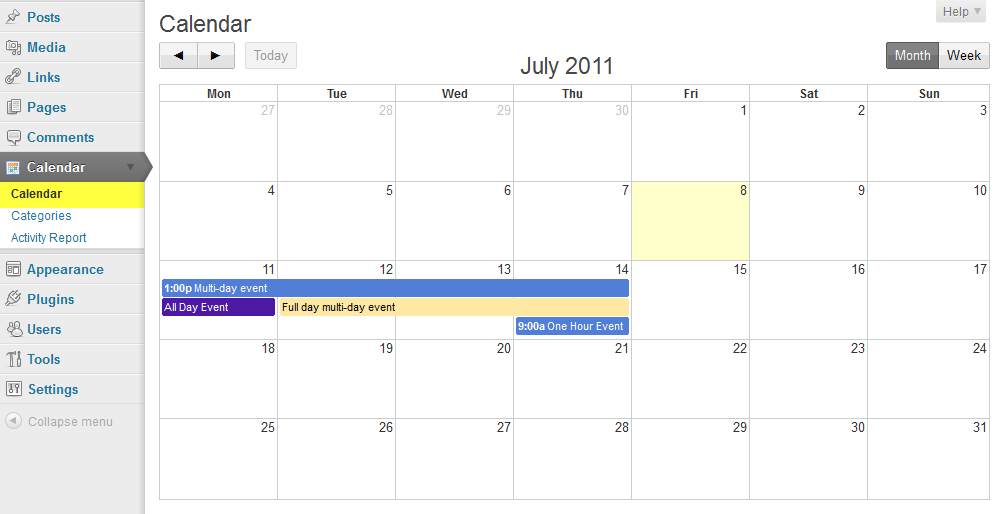 Posts
Media
Links
Pages
Comments
Calendar
Calendar
Categories
Activity Report
Appearance
Plugins
Users
Tools
Settings
Collapse menu
Help
Calendar
Today
July 2011
Month Week
Mon Tue Wed Thu Fri Sat Sun
27 28 29 30 1 2 3
4 5 6 7 8 9 10
11 12 13 14 15 16 17
1:00p Multi-day event
All Day Event Full day multi-day event
9:00a One Hour Event
18 19 20 21 22 23 24
25 26 27 28 29 30 31